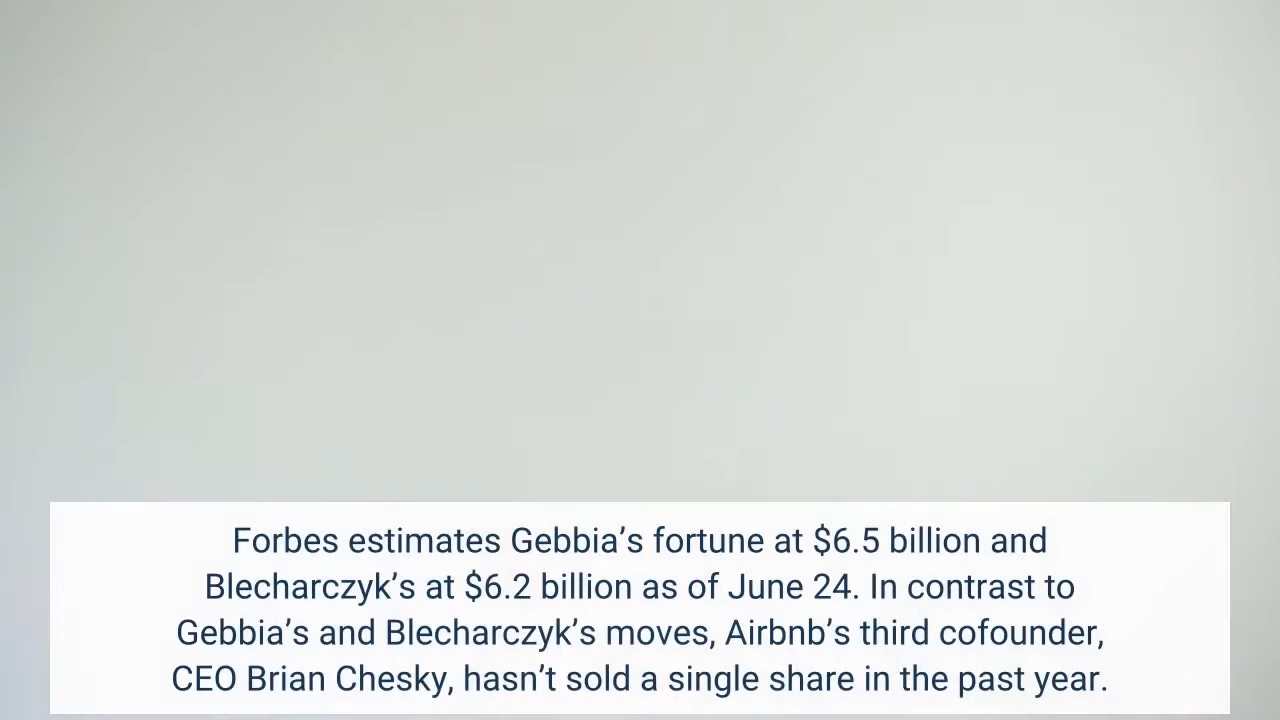 Forbes estimates Gebbia’s fortune at $6.5 billion and
Blecharczyk’s at $6.2 billion as of June 24. In contrast to
Gebbia’s and Blecharczyk’s moves, Airbnb’s third cofounder,
CEO Brian Chesky, hasn’t sold a single share in the past year.